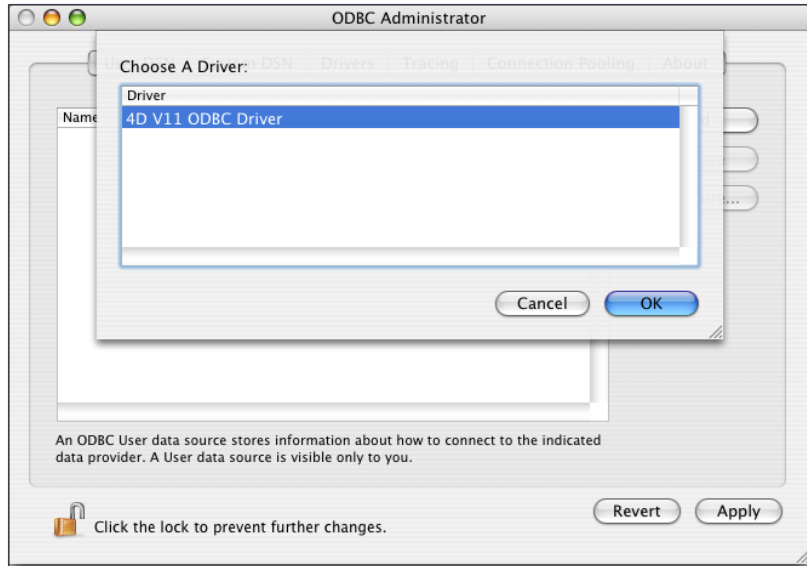 ODBC Administrator
Choose A Driver:
DSN Drivers Tracing Connection Pooling About
Driver
Name
4D V11 ODBC Driver
Cancel OK
An ODBC User data source stores information about how to connect to the indicated
data provider. A User data source is visible only to you.
Click the lock to prevent further changes.
Revert Apply